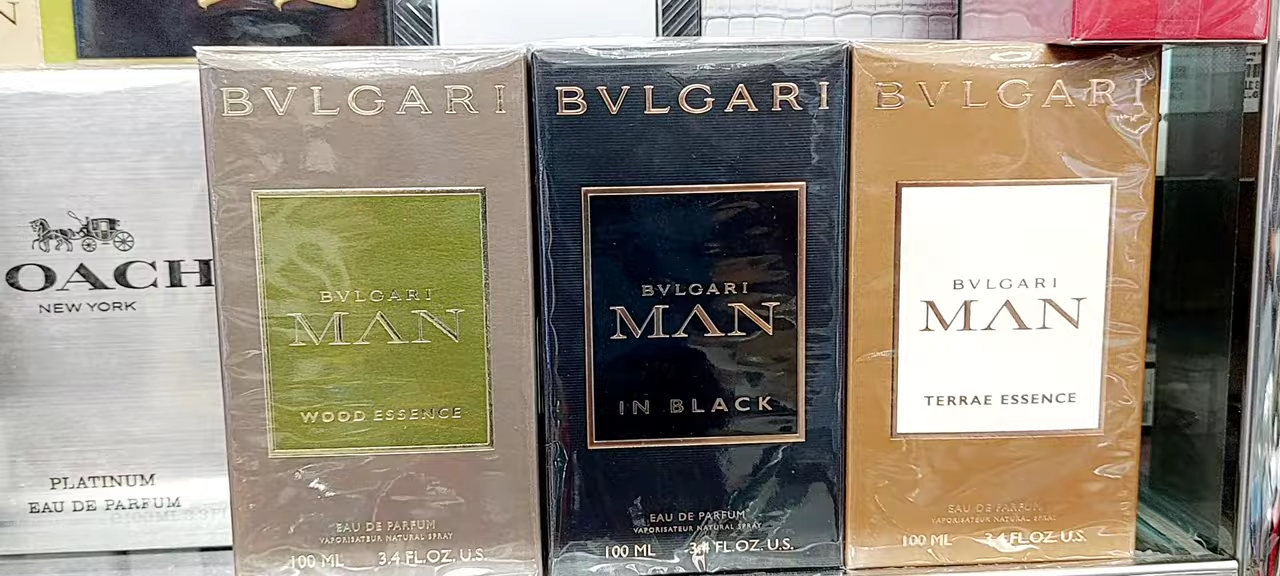 OACH
NEW YORK
PLATINUM
EAU DE PARFUM
BVLGARI
BVLGARI
MAN
WOOD ESSENCE
EAU DE PARFUM
VAPORISATEUR NATURAL SPRAY
100 ML 3.4 FL.OZ. U.S.
BVLGARI
BVLGARI
MAN
IN BLACK
EAU DE PARFUM
VAPORISATEUR NATURAL SPRAY
100 ML 3.4 FL.OZ. U.S.
BVLGARI
BVLGARI
MAN
TERRAE ESSENCE
EAU DE PARFUM
VAPORISATEUR NATURAL SPRAY
100 ML 3.4 FL.OZ. U.S.